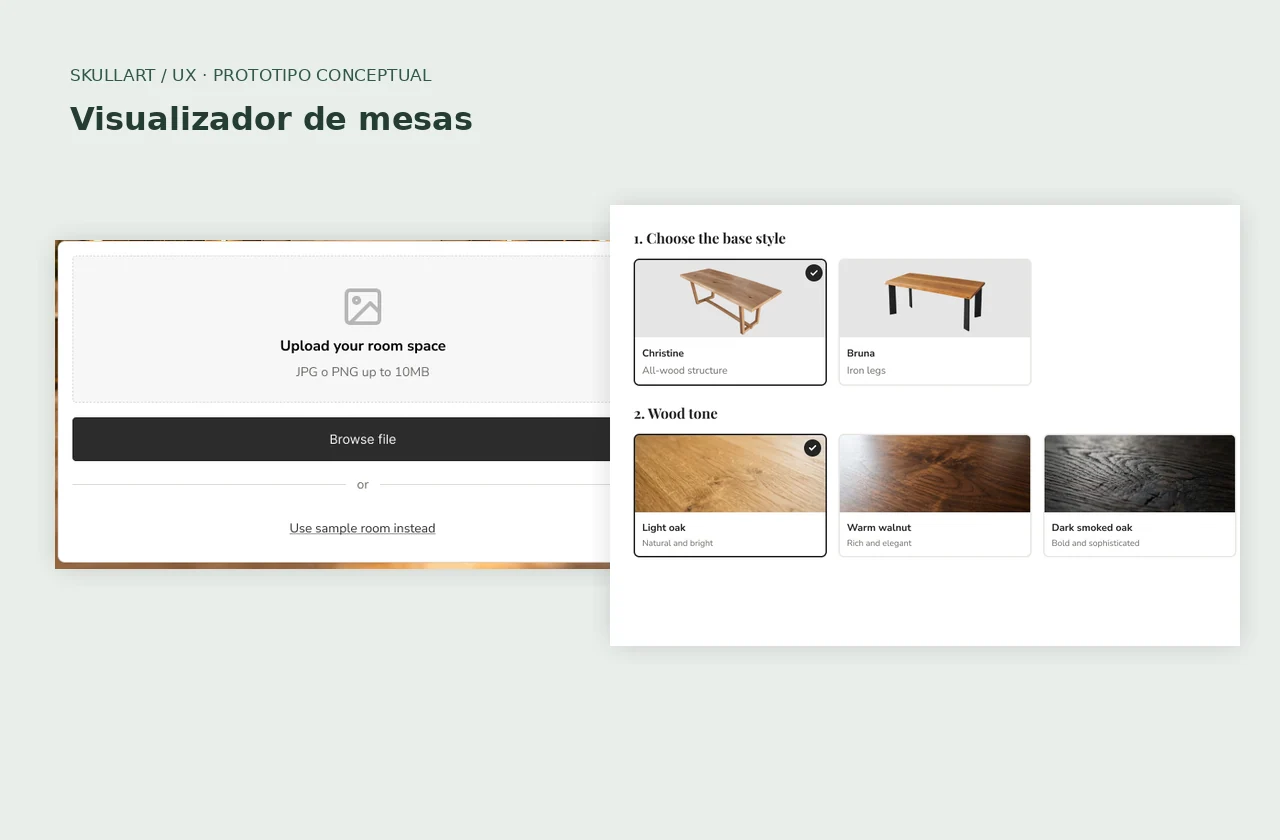 SKULLART / UX · PROTOTIPO CONCEPTUAL
Visualizador de mesas
Upload your room space
JPG o PNG up to 10MB
Browse file
or
Use sample room instead
1. Choose the base style
Christine
All-wood structure
Bruna
Iron legs
2. Wood tone
Light oak
Natural and bright
Warm walnut
Rich and elegant
Dark smoked oak
Bold and sophisticated